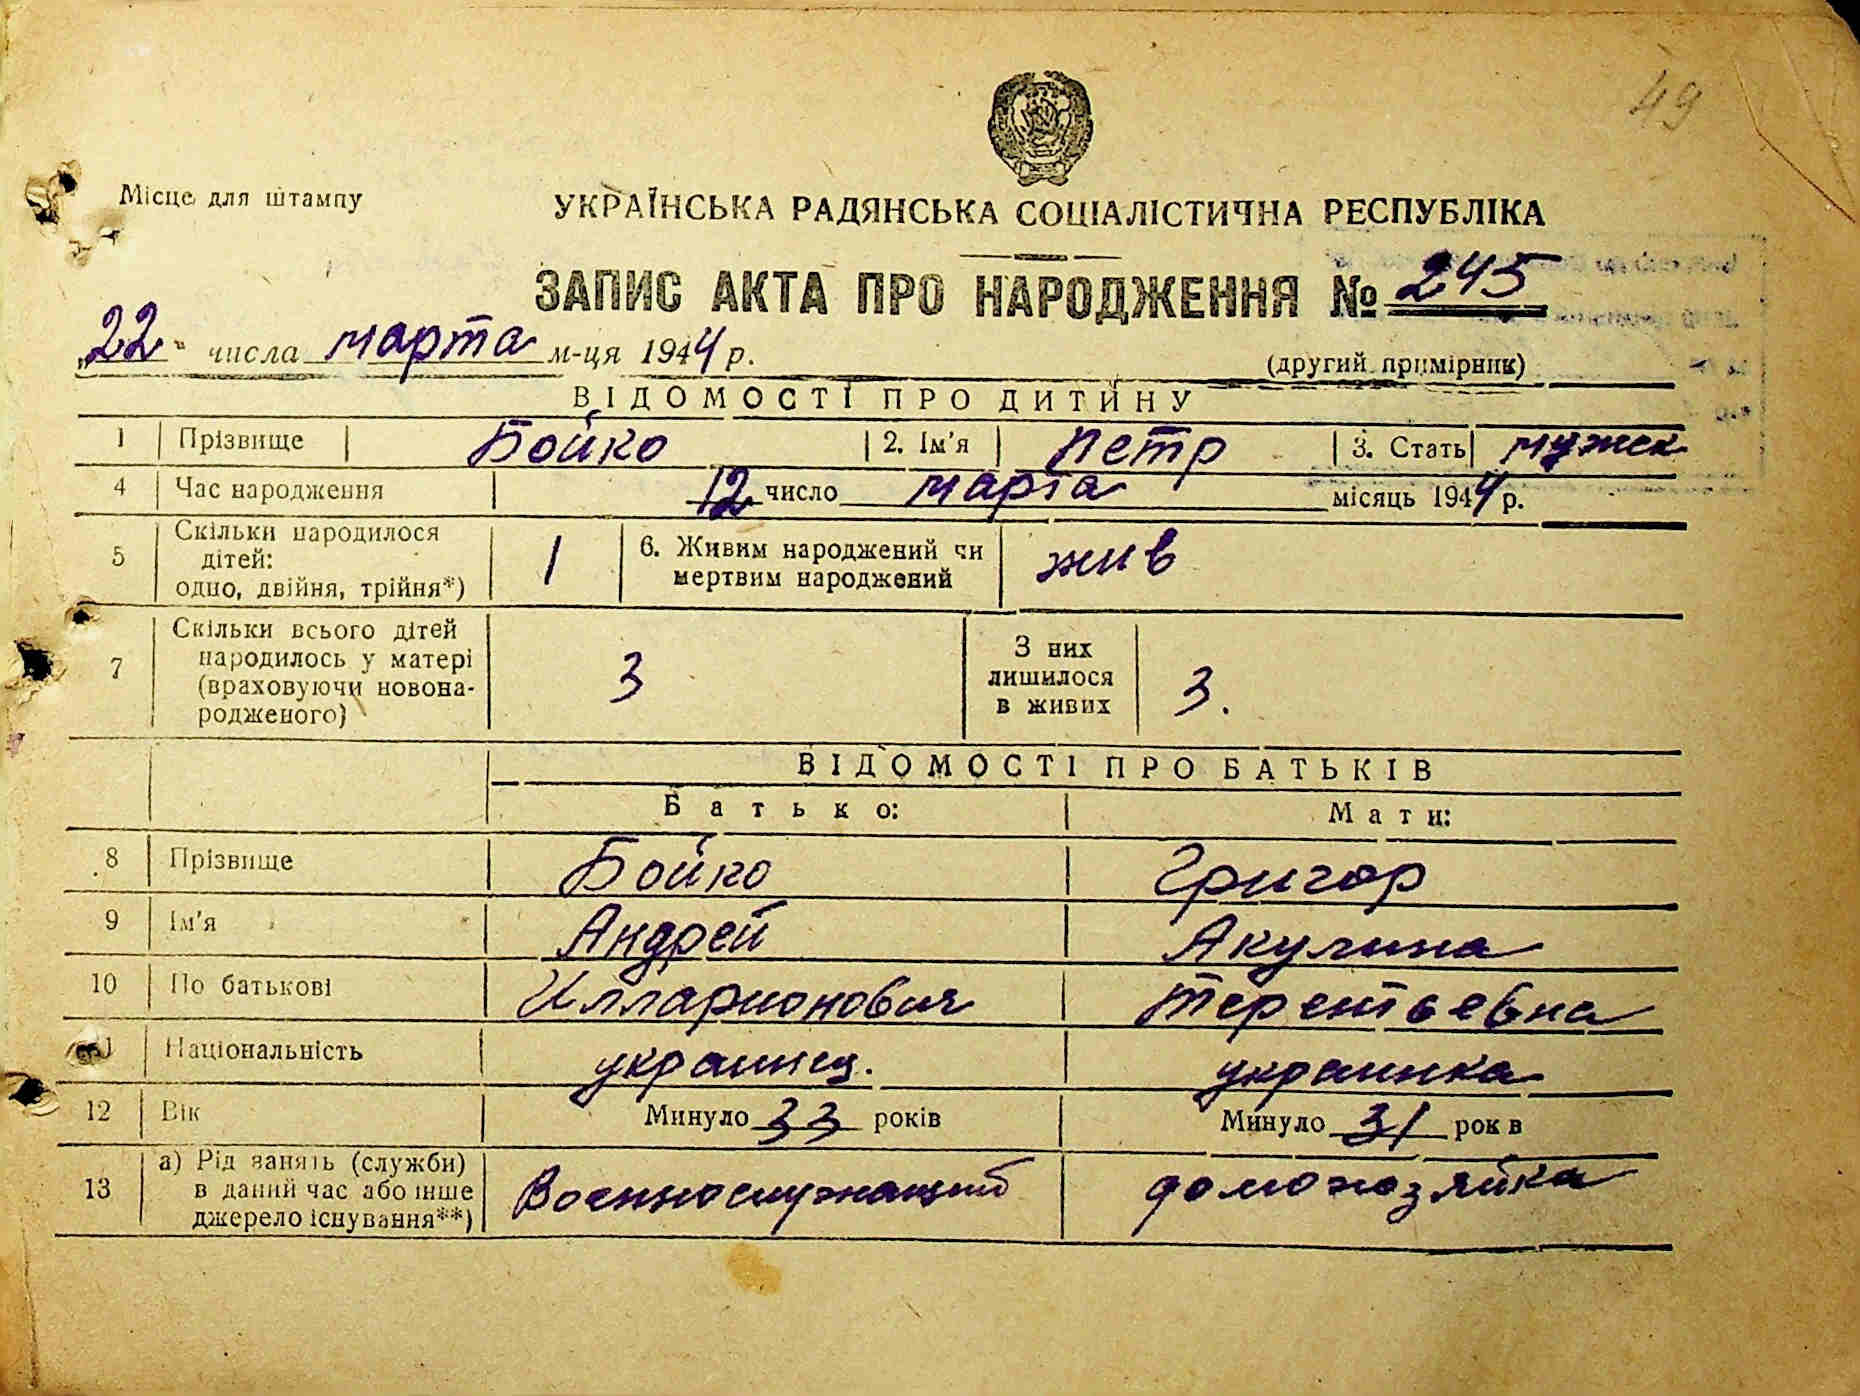 49
Місце для штампу
УКРАЇНСЬКА РАДЯНСЬКА СОЦІАЛІСТИЧНА РЕСПУБЛІКА
ЗАПИС АКТА ПРО НАРОДЖЕННЯ № 245
„22" числа марта м-ця 1944 р.
(другий примірник)
ВІДОМОСТІ ПРО ДИТИНУ
1 Прізвище Бойко 2. Ім'я Петр 3. Стать мужск
4 Час народження 12 число марта місяць 1944 р.
5 Скільки народилося дітей: одно, двійня, трійня*) 1 6. Живим народжений чи мертвим народжений жив
7 Скільки всього дітей народилось у матері (враховуючи новонародженого) 3 З них лишилося в живих 3.
ВІДОМОСТІ ПРО БАТЬКІВ
Батько: Мати:
8 Прізвище Бойко Григор
9 Ім'я Андрей Акулина
10 По батькові Илларионович Терентьевна
11 Національність украинец. украинка
12 Вік Минуло 33 років Минуло 31 років
13 а) Рід занять (служби) в даний час або інше джерело існування**) Военнослужащий домохозяйка